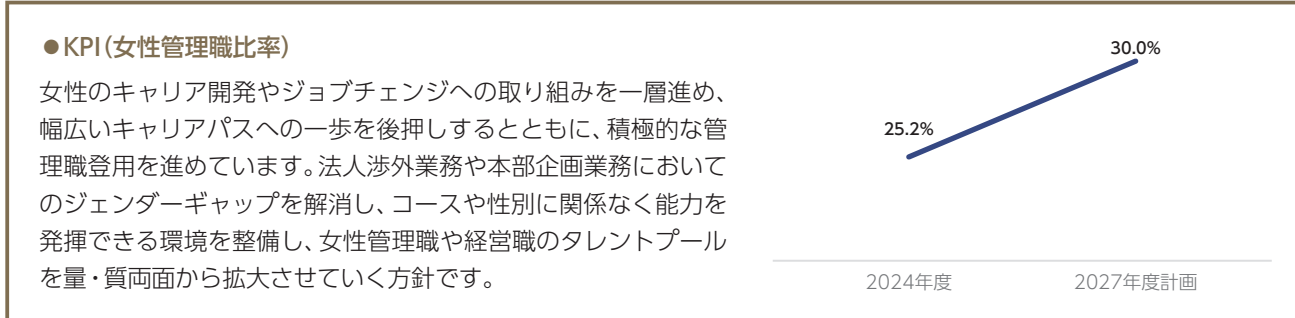 ●KPI(女性管理職比率)
女性のキャリア開発やジョブチェンジへの取り組みを一層進め、
幅広いキャリアパスへの一歩を後押しするとともに、積極的な管
理職登用を進めています。法人渉外業務や本部企画業務において
のジェンダーギャップを解消し、コースや性別に関係なく能力を
発揮できる環境を整備し、女性管理職や経営職のタレントプール
を量・質両面から拡大させていく方針です。
30.0%
25.2%
2024年度
2027年度計画